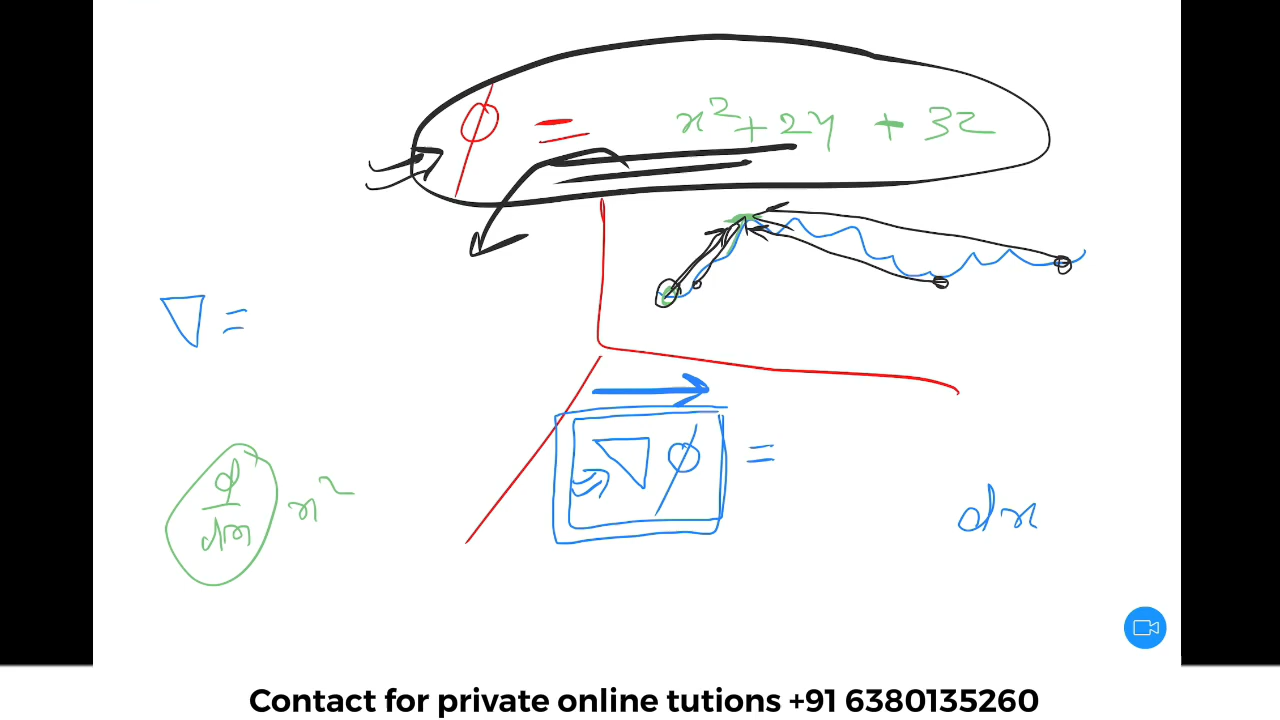 ϕ = x² + 2y + 3z
∇ =
∇ϕ =
d/dx x²
dx
Contact for private online tutions +91 6380135260